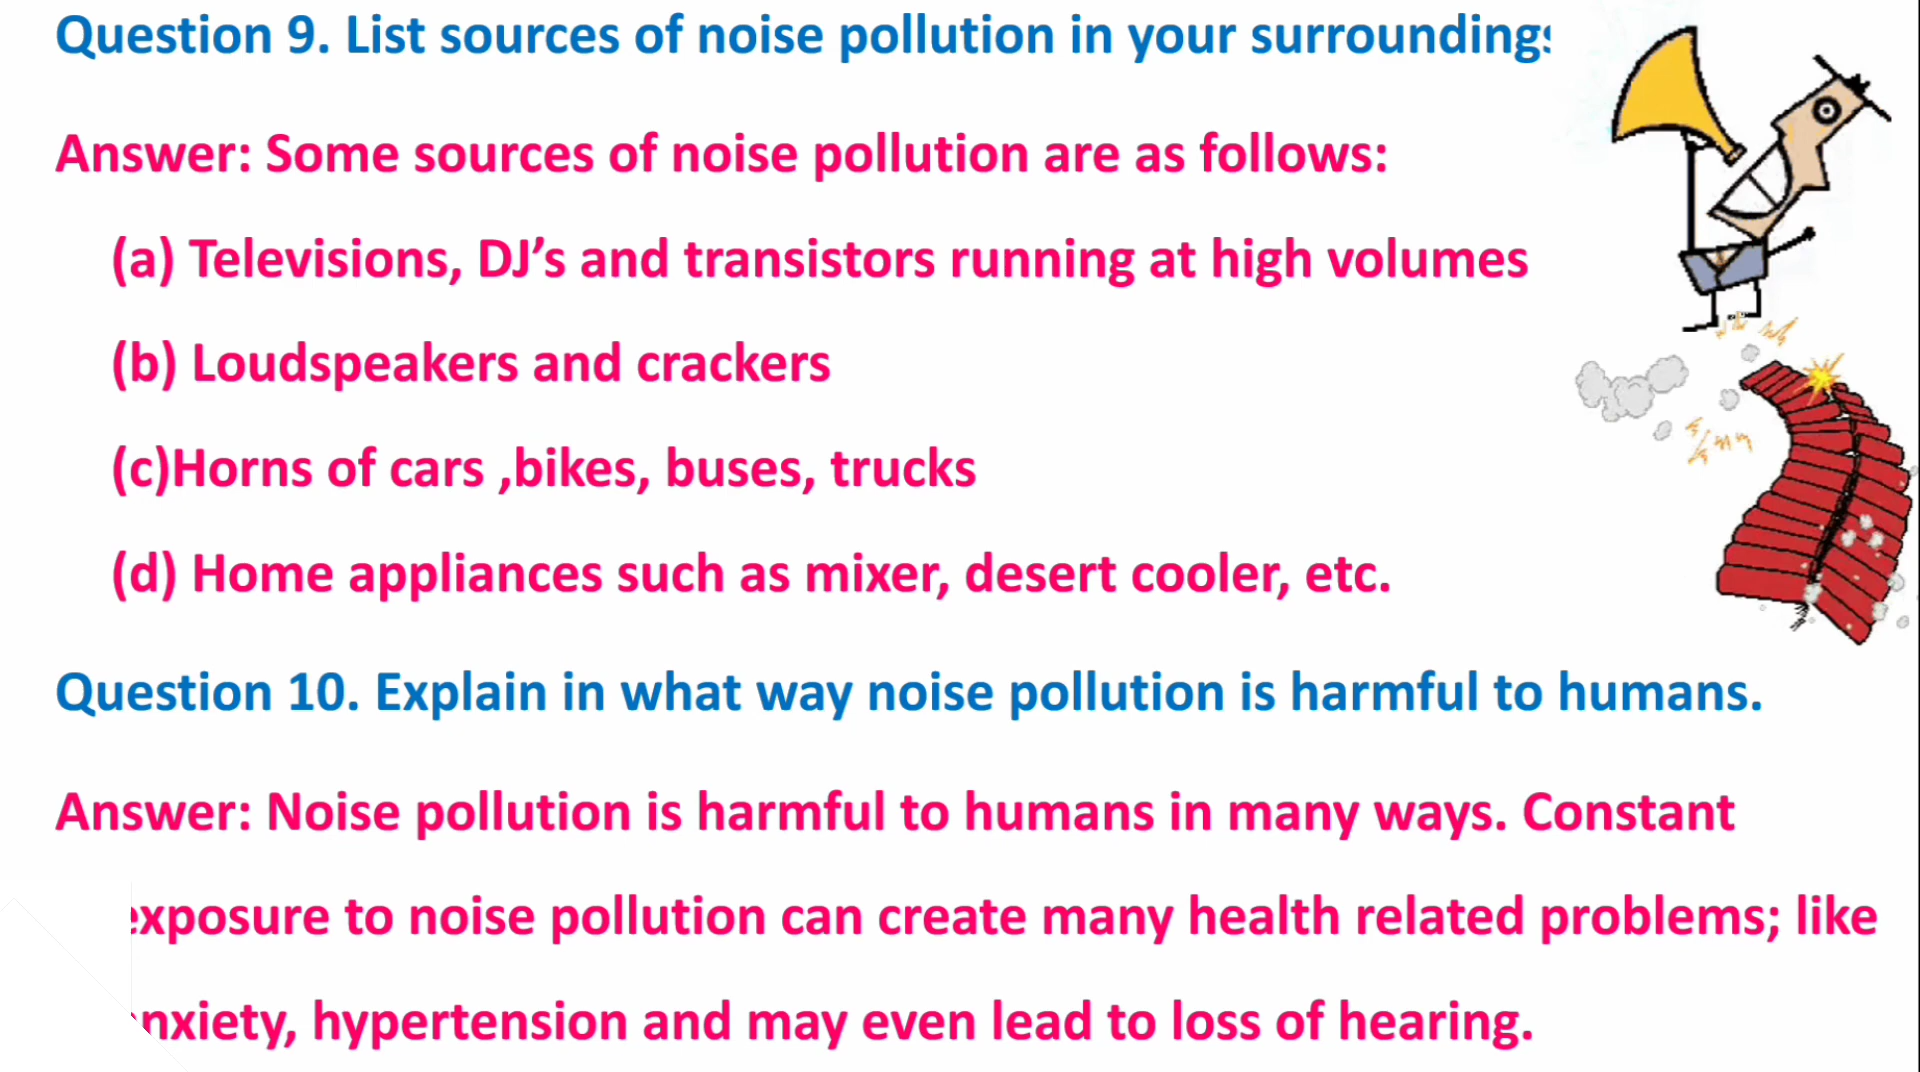 Question 9. List sources of noise pollution in your surroundings
Answer: Some sources of noise pollution are as follows:
(a) Televisions, DJ’s and transistors running at high volumes
(b) Loudspeakers and crackers
(c)Horns of cars ,bikes, buses, trucks
(d) Home appliances such as mixer, desert cooler, etc.
Question 10. Explain in what way noise pollution is harmful to humans.
Answer: Noise pollution is harmful to humans in many ways. Constant
exposure to noise pollution can create many health related problems; like
anxiety, hypertension and may even lead to loss of hearing.